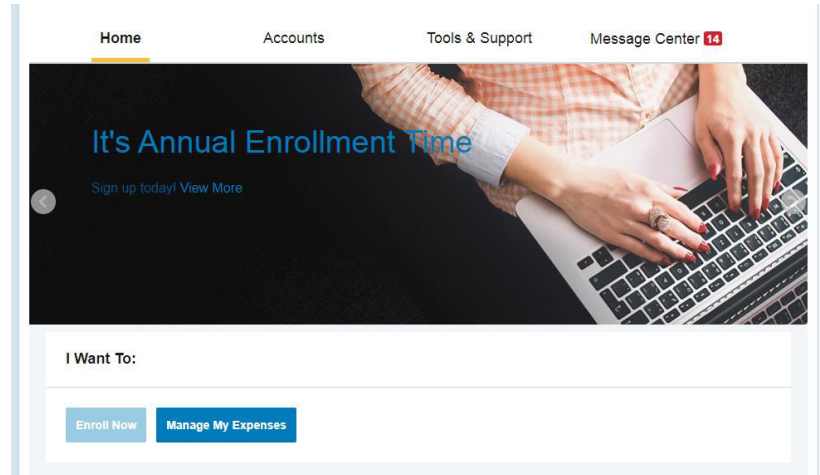 Home Accounts Tools & Support Message Center 14
It's Annual Enrollment Time
Sign up today! View More
I Want To:
Enroll Now Manage My Expenses